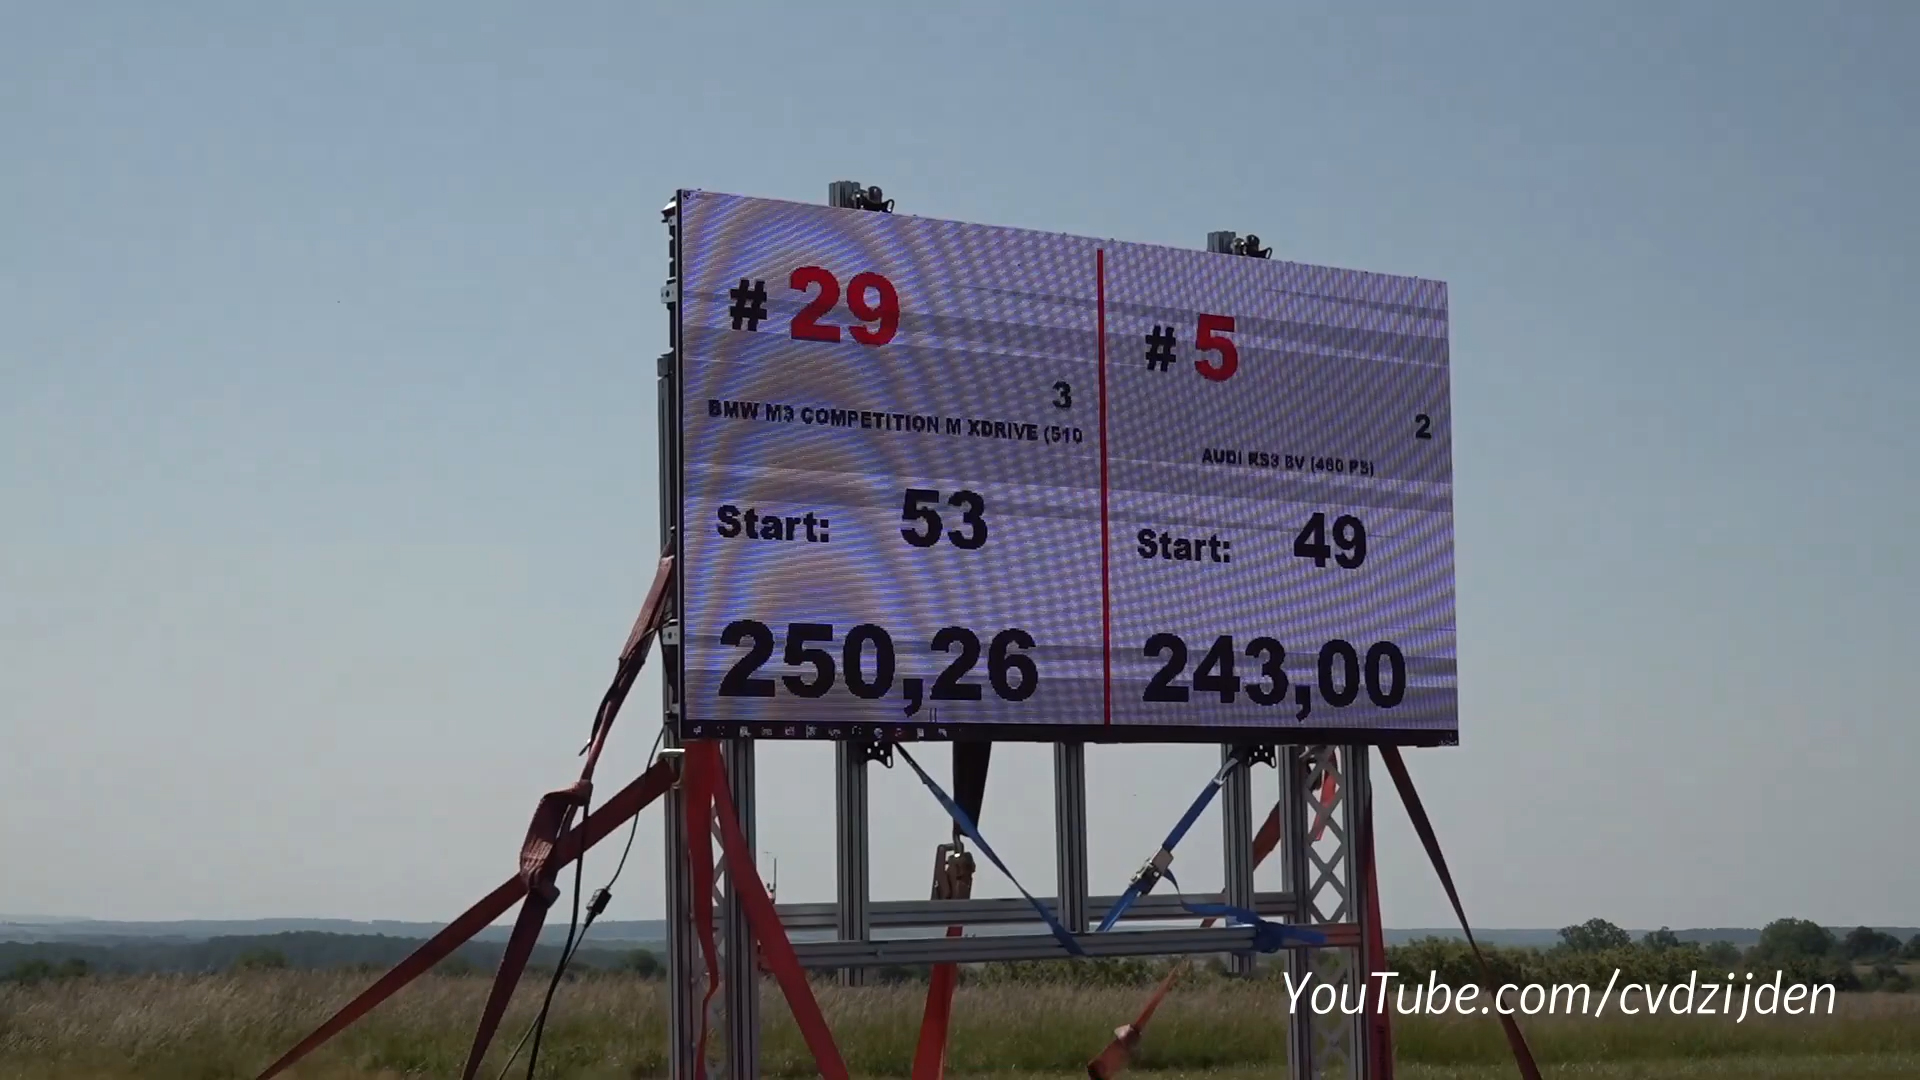 # 29
3
BMW M3 COMPETITION M XDRIVE (510
Start: 53
250,26
# 5
2
AUDI RS3 8V (460 PS)
Start: 49
243,00
YouTube.com/cvdzijden